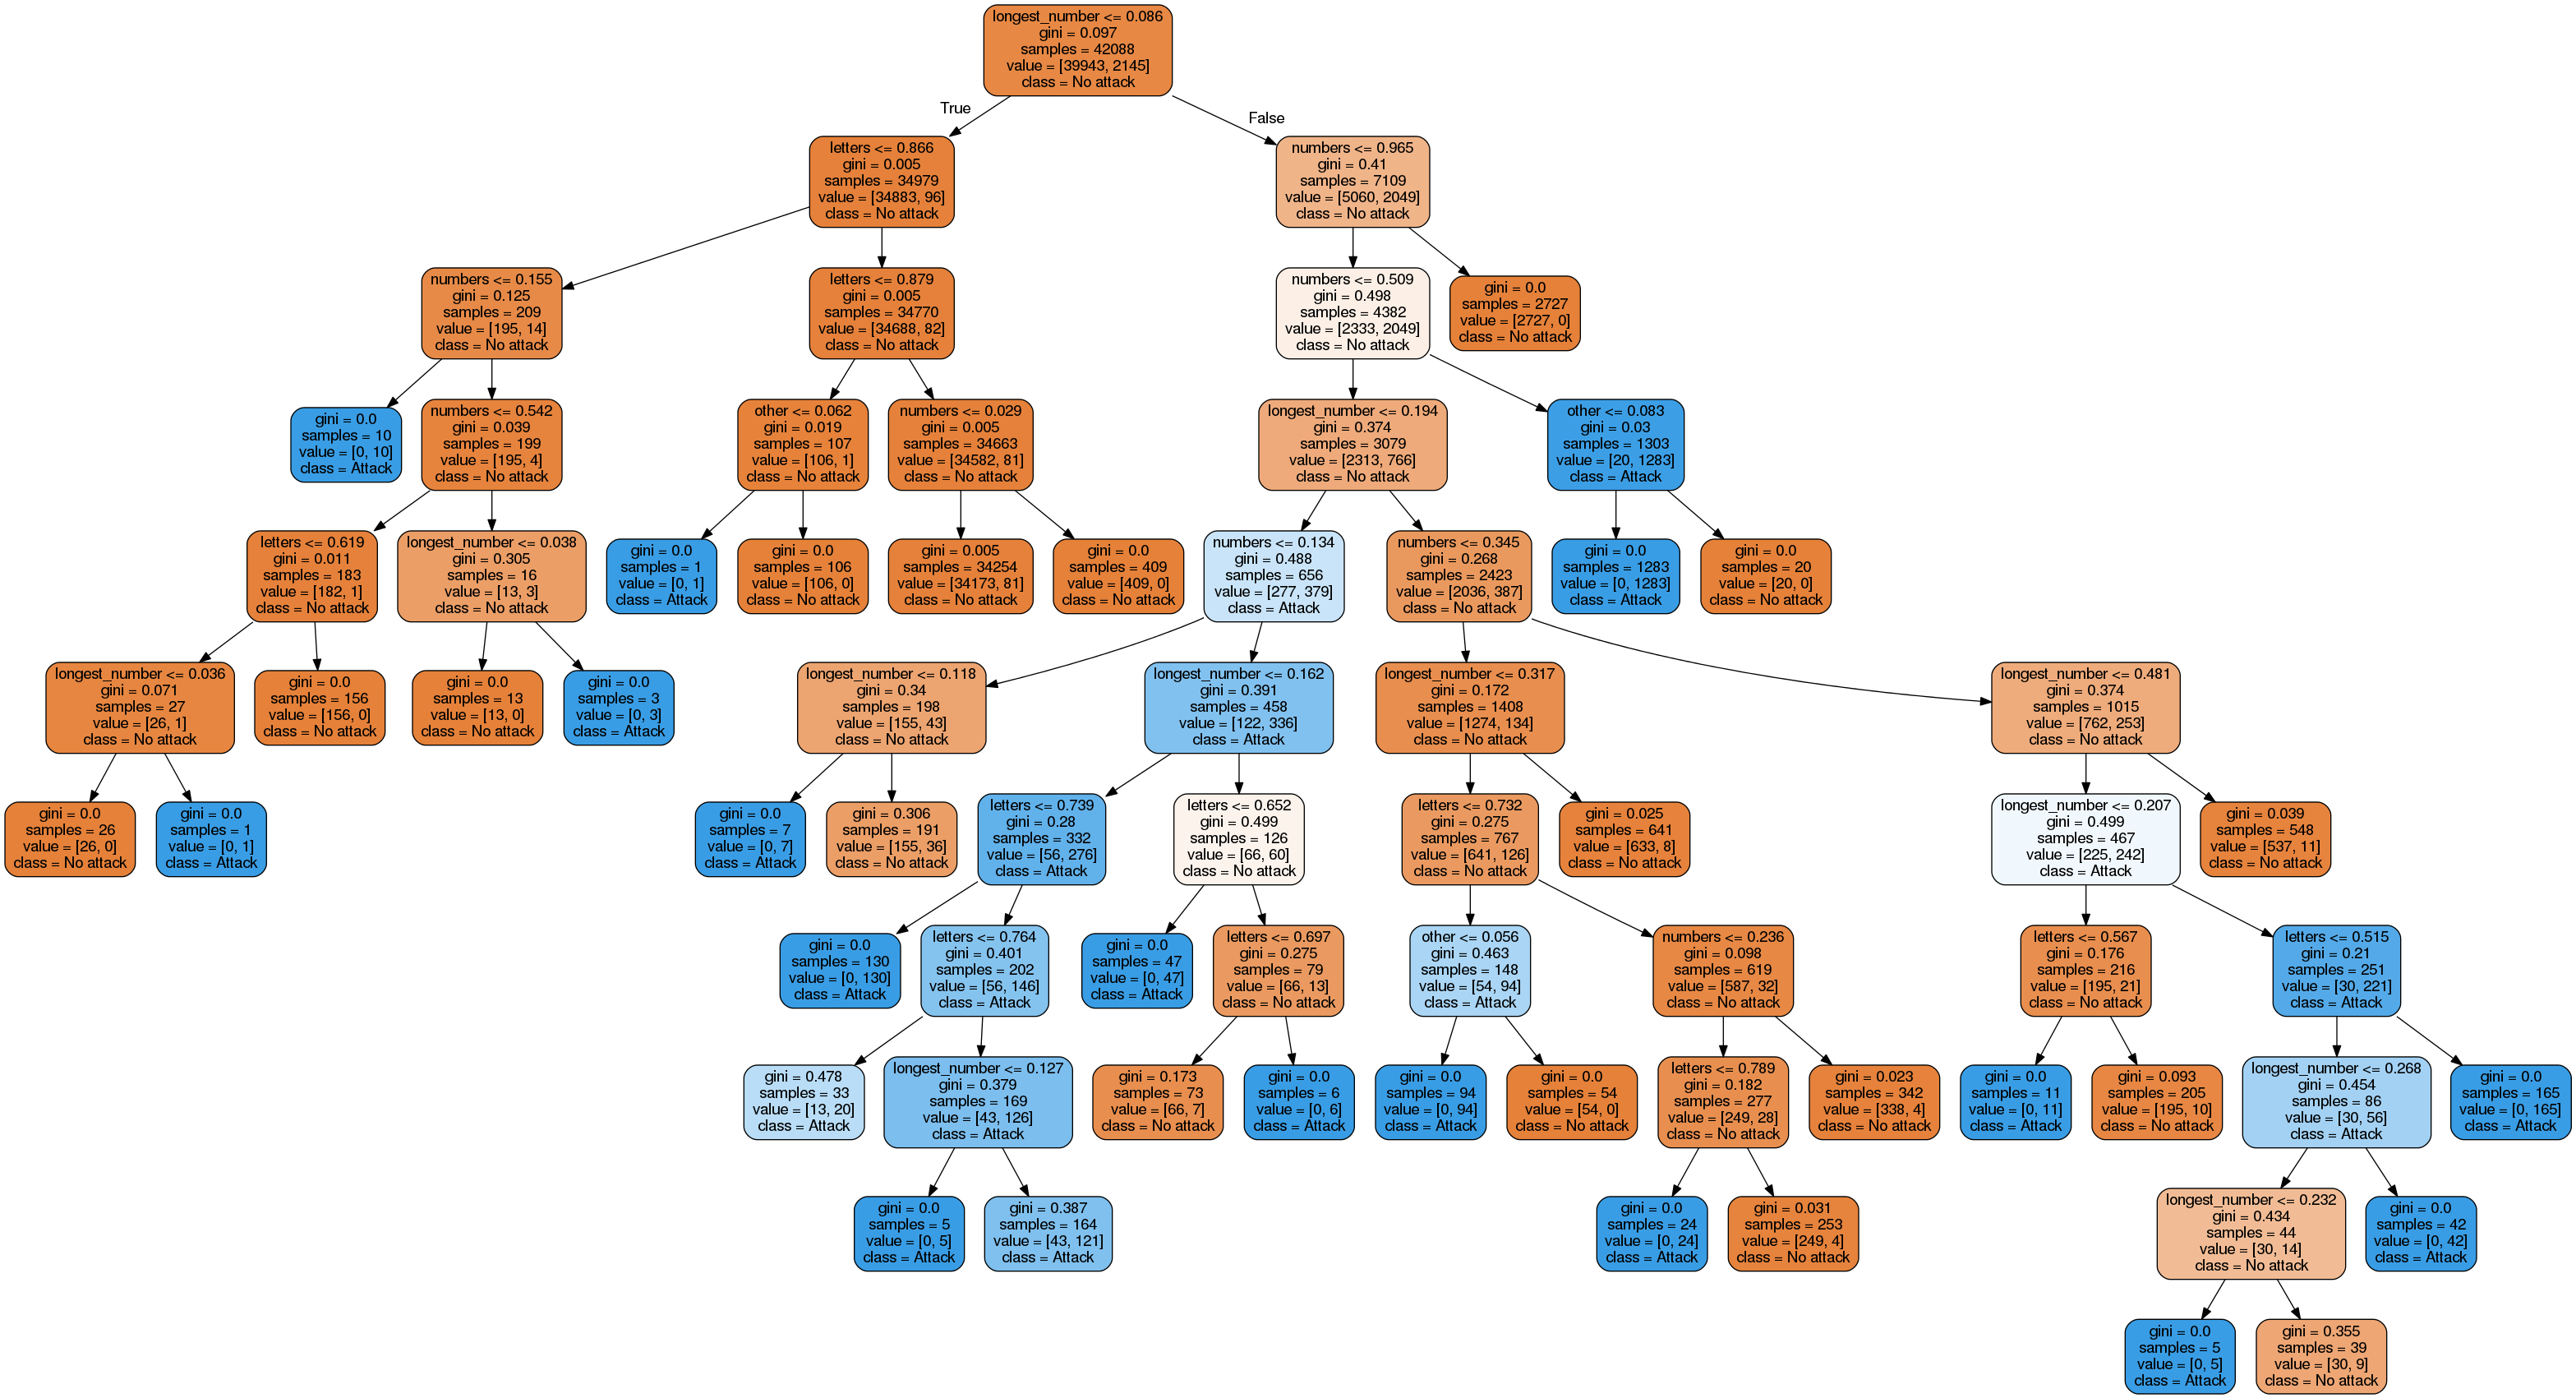 longest_number <= 0.086
gini = 0.097
samples = 42088
value = [39943, 2145]
class = No attack
True
False
letters <= 0.866
gini = 0.005
samples = 34979
value = [34883, 96]
class = No attack
numbers <= 0.965
gini = 0.41
samples = 7109
value = [5060, 2049]
class = No attack
numbers <= 0.155
gini = 0.125
samples = 209
value = [195, 14]
class = No attack
letters <= 0.879
gini = 0.005
samples = 34770
value = [34688, 82]
class = No attack
numbers <= 0.509
gini = 0.498
samples = 4382
value = [2333, 2049]
class = No attack
gini = 0.0
samples = 2727
value = [2727, 0]
class = No attack
gini = 0.0
samples = 10
value = [0, 10]
class = Attack
numbers <= 0.542
gini = 0.039
samples = 199
value = [195, 4]
class = No attack
other <= 0.062
gini = 0.019
samples = 107
value = [106, 1]
class = No attack
numbers <= 0.029
gini = 0.005
samples = 34663
value = [34582, 81]
class = No attack
longest_number <= 0.194
gini = 0.374
samples = 3079
value = [2313, 766]
class = No attack
other <= 0.083
gini = 0.03
samples = 1303
value = [20, 1283]
class = Attack
letters <= 0.619
gini = 0.011
samples = 183
value = [182, 1]
class = No attack
longest_number <= 0.038
gini = 0.305
samples = 16
value = [13, 3]
class = No attack
gini = 0.0
samples = 1
value = [0, 1]
class = Attack
gini = 0.0
samples = 106
value = [106, 0]
class = No attack
gini = 0.005
samples = 34254
value = [34173, 81]
class = No attack
gini = 0.0
samples = 409
value = [409, 0]
class = No attack
numbers <= 0.134
gini = 0.488
samples = 656
value = [277, 379]
class = Attack
numbers <= 0.345
gini = 0.268
samples = 2423
value = [2036, 387]
class = No attack
gini = 0.0
samples = 1283
value = [0, 1283]
class = Attack
gini = 0.0
samples = 20
value = [20, 0]
class = No attack
longest_number <= 0.036
gini = 0.071
samples = 27
value = [26, 1]
class = No attack
gini = 0.0
samples = 156
value = [156, 0]
class = No attack
gini = 0.0
samples = 13
value = [13, 0]
class = No attack
gini = 0.0
samples = 3
value = [0, 3]
class = Attack
longest_number <= 0.118
gini = 0.34
samples = 198
value = [155, 43]
class = No attack
longest_number <= 0.162
gini = 0.391
samples = 458
value = [122, 336]
class = Attack
longest_number <= 0.317
gini = 0.172
samples = 1408
value = [1274, 134]
class = No attack
longest_number <= 0.481
gini = 0.374
samples = 1015
value = [762, 253]
class = No attack
gini = 0.0
samples = 26
value = [26, 0]
class = No attack
gini = 0.0
samples = 1
value = [0, 1]
class = Attack
gini = 0.0
samples = 7
value = [0, 7]
class = Attack
gini = 0.306
samples = 191
value = [155, 36]
class = No attack
letters <= 0.739
gini = 0.28
samples = 332
value = [56, 276]
class = Attack
letters <= 0.652
gini = 0.499
samples = 126
value = [66, 60]
class = No attack
letters <= 0.732
gini = 0.275
samples = 767
value = [641, 126]
class = No attack
gini = 0.025
samples = 641
value = [633, 8]
class = No attack
longest_number <= 0.207
gini = 0.499
samples = 467
value = [225, 242]
class = Attack
gini = 0.039
samples = 548
value = [537, 11]
class = No attack
gini = 0.0
samples = 130
value = [0, 130]
class = Attack
letters <= 0.764
gini = 0.401
samples = 202
value = [56, 146]
class = Attack
gini = 0.0
samples = 47
value = [0, 47]
class = Attack
letters <= 0.697
gini = 0.275
samples = 79
value = [66, 13]
class = No attack
other <= 0.056
gini = 0.463
samples = 148
value = [54, 94]
class = Attack
numbers <= 0.236
gini = 0.098
samples = 619
value = [587, 32]
class = No attack
letters <= 0.567
gini = 0.176
samples = 216
value = [195, 21]
class = No attack
letters <= 0.515
gini = 0.21
samples = 251
value = [30, 221]
class = Attack
gini = 0.478
samples = 33
value = [13, 20]
class = Attack
longest_number <= 0.127
gini = 0.379
samples = 169
value = [43, 126]
class = Attack
gini = 0.173
samples = 73
value = [66, 7]
class = No attack
gini = 0.0
samples = 6
value = [0, 6]
class = Attack
gini = 0.0
samples = 94
value = [0, 94]
class = Attack
gini = 0.0
samples = 54
value = [54, 0]
class = No attack
letters <= 0.789
gini = 0.182
samples = 277
value = [249, 28]
class = No attack
gini = 0.023
samples = 342
value = [338, 4]
class = No attack
gini = 0.0
samples = 11
value = [0, 11]
class = Attack
gini = 0.093
samples = 205
value = [195, 10]
class = No attack
longest_number <= 0.268
gini = 0.454
samples = 86
value = [30, 56]
class = Attack
gini = 0.0
samples = 165
value = [0, 165]
class = Attack
gini = 0.0
samples = 5
value = [0, 5]
class = Attack
gini = 0.387
samples = 164
value = [43, 121]
class = Attack
gini = 0.0
samples = 24
value = [0, 24]
class = Attack
gini = 0.031
samples = 253
value = [249, 4]
class = No attack
longest_number <= 0.232
gini = 0.434
samples = 44
value = [30, 14]
class = No attack
gini = 0.0
samples = 42
value = [0, 42]
class = Attack
gini = 0.0
samples = 5
value = [0, 5]
class = Attack
gini = 0.355
samples = 39
value = [30, 9]
class = No attack